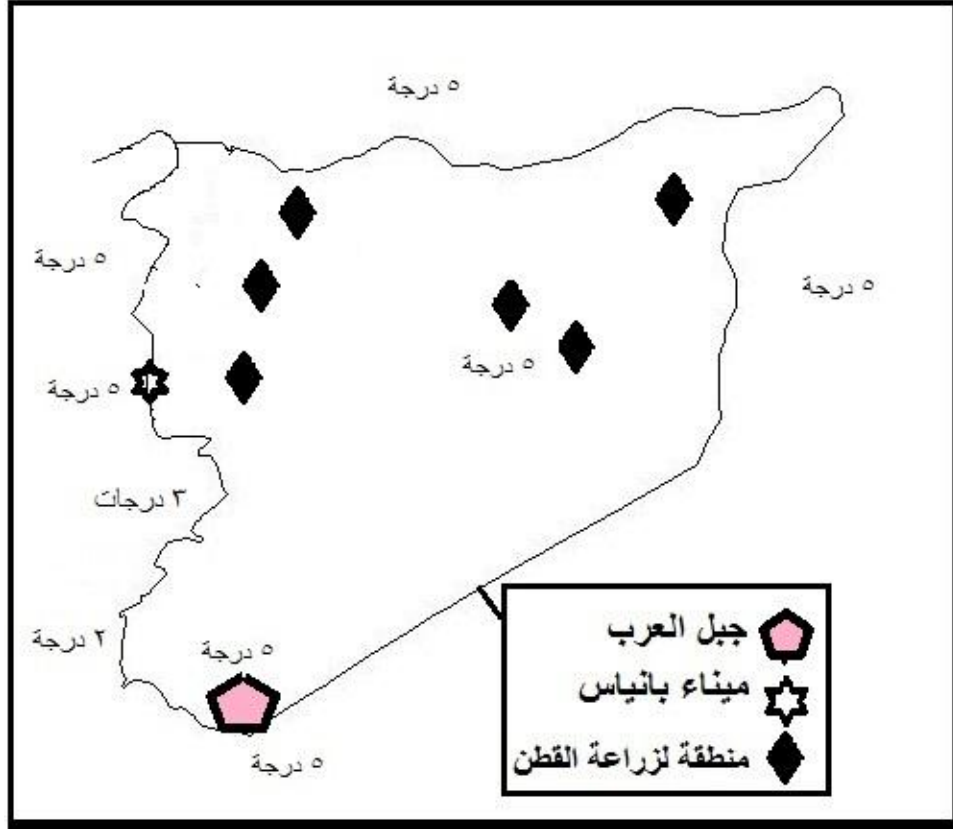 ٥ درجة
٥ درجة
٥ درجة
٥ درجة
٥ درجة
٣ درجات
٢ درجة
٥ درجة
٥ درجة
جبل العرب
ميناء بانياس
منطقة لزراعة القطن